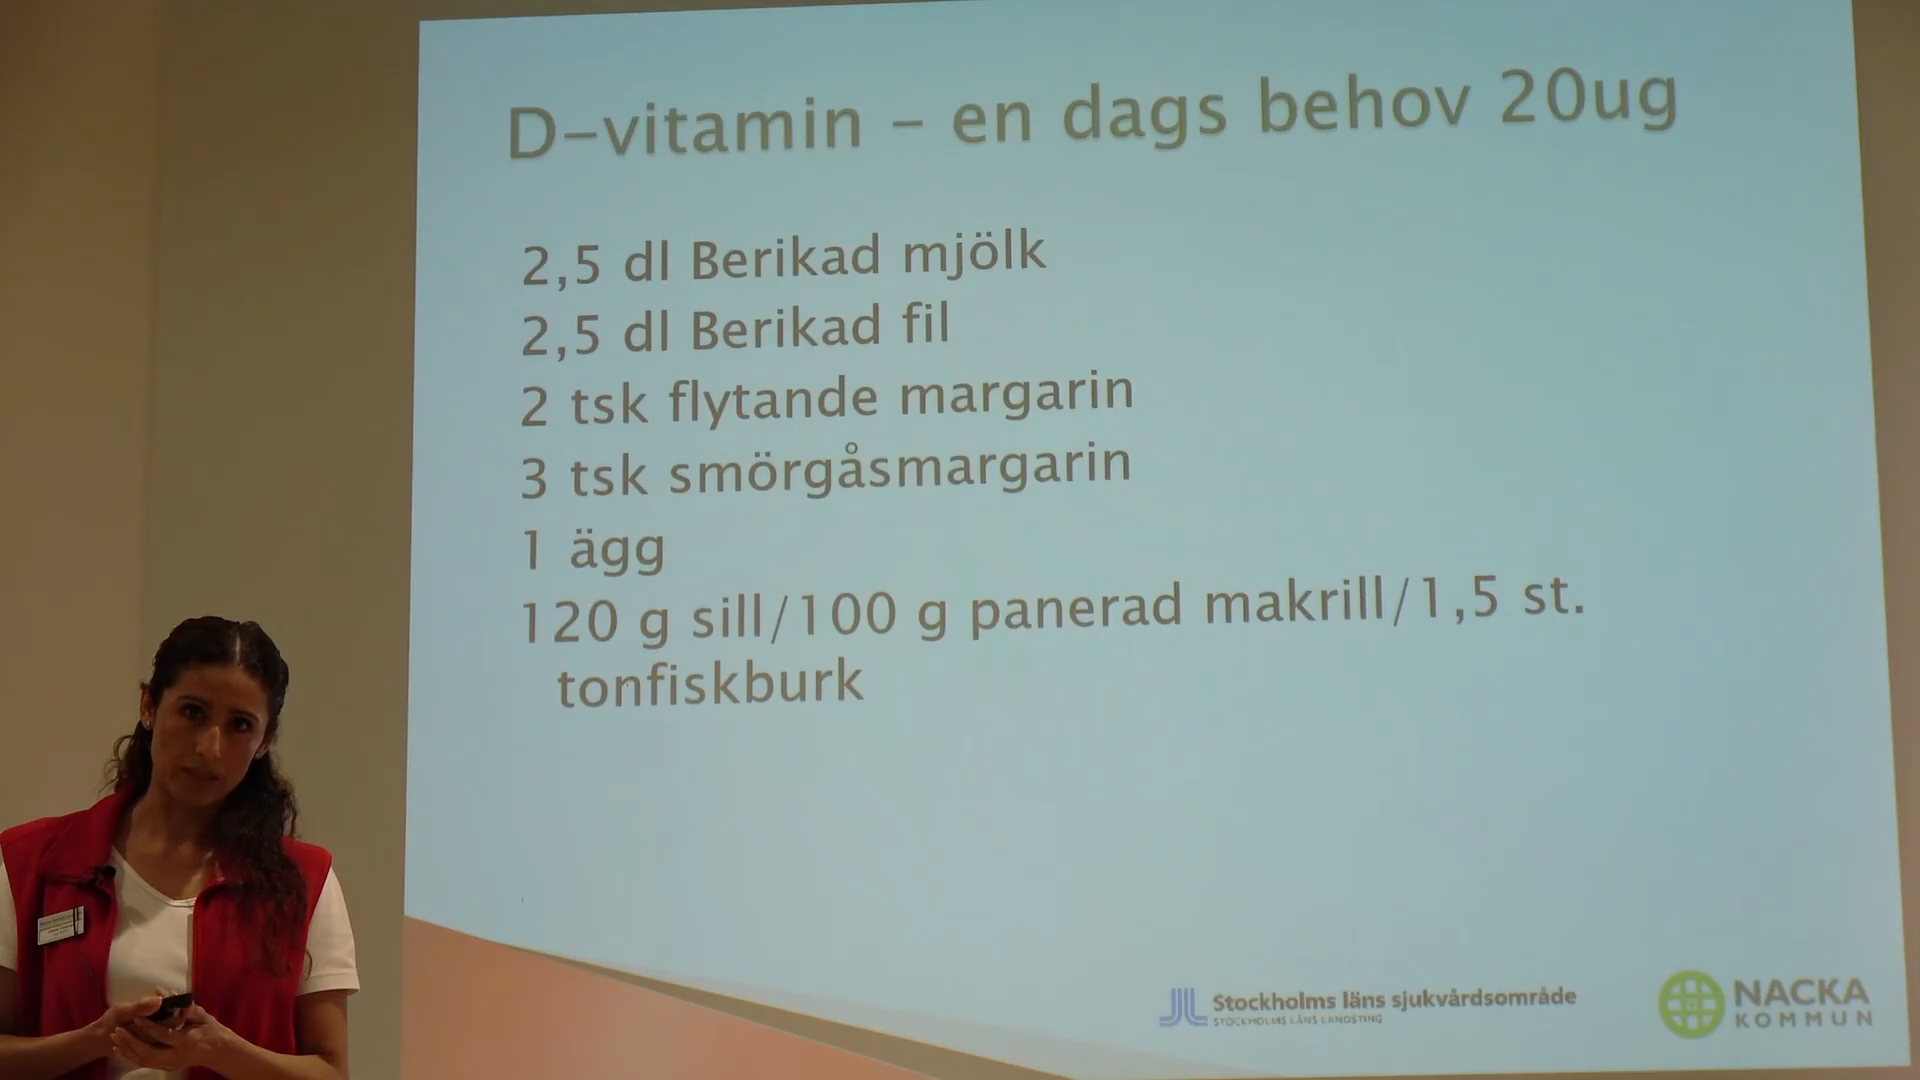 D-vitamin - en dags behov 20ug
2,5 dl Berikad mjölk
2,5 dl Berikad fil
2 tsk flytande margarin
3 tsk smörgåsmargarin
1 ägg
120 g sill/100 g panerad makrill/1,5 st.
tonfiskburk
Stockholms läns sjukvårdsområde
STOCKHOLMS LÄNS LANDSTING
NACKA
KOMMUN